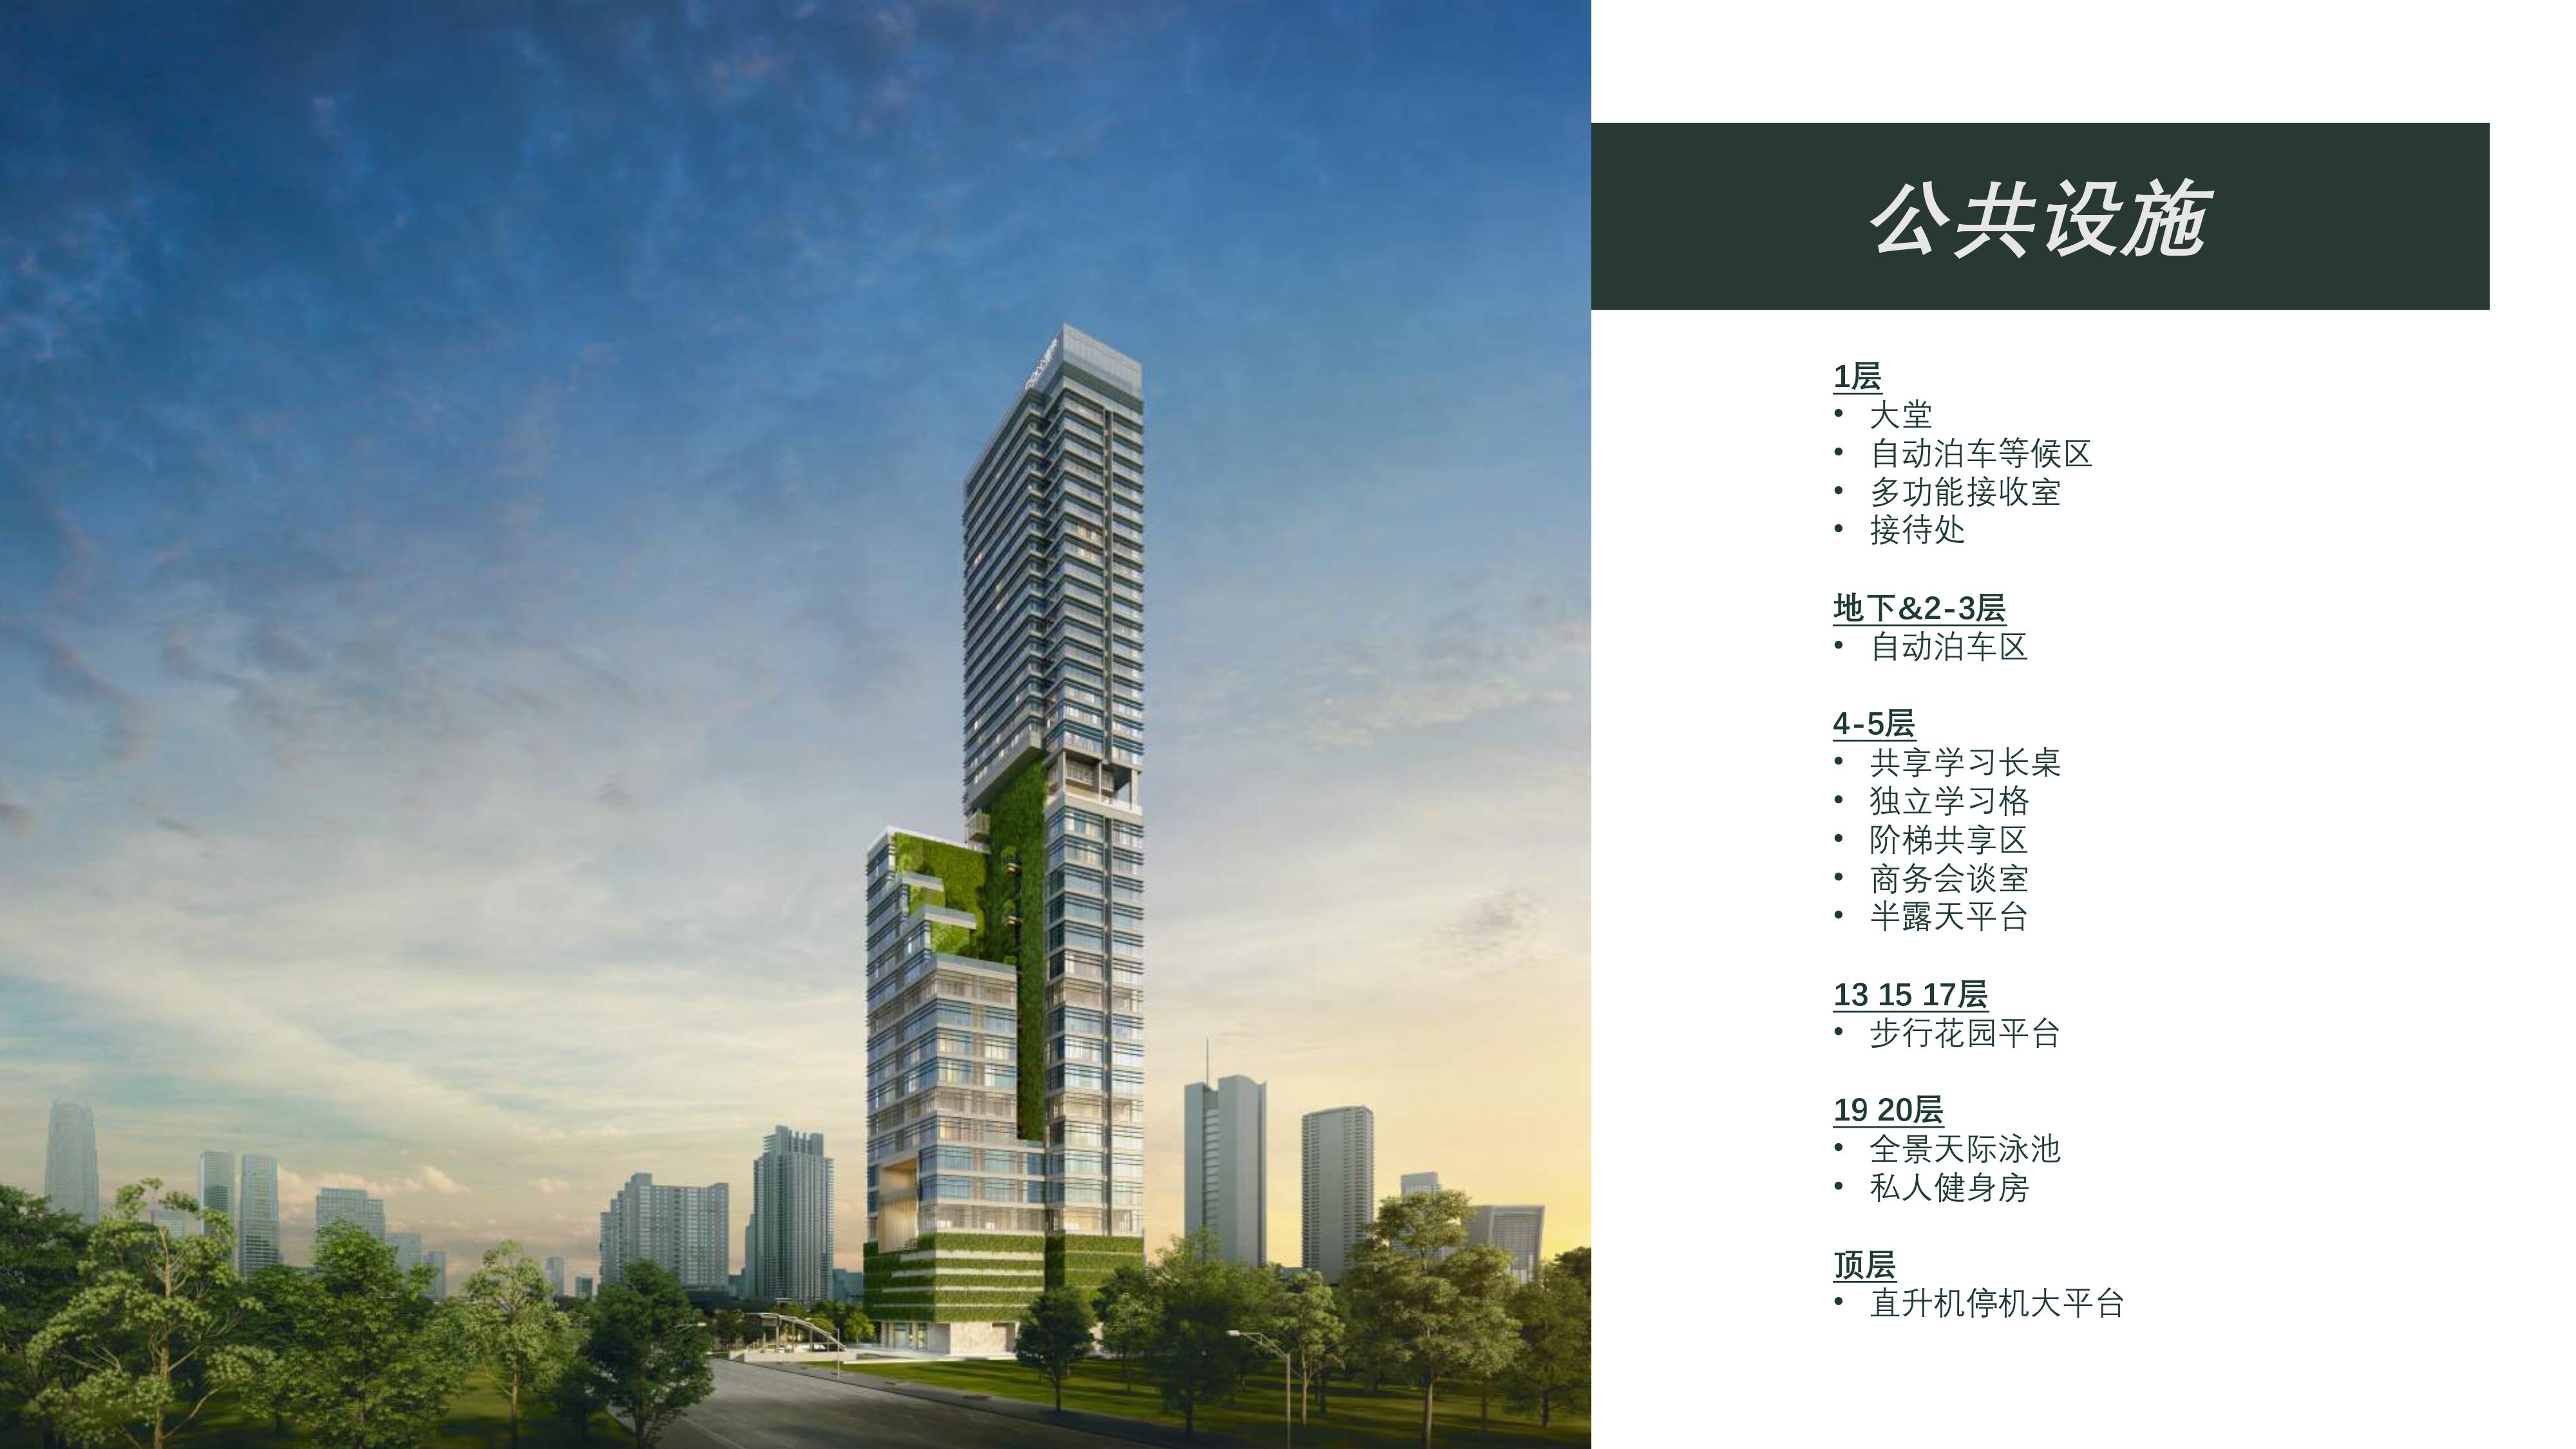 公共设施
1层
• 大堂
• 自动泊车等候区
• 多功能接收室
• 接待处
地下&2-3层
• 自动泊车区
4-5层
• 共享学习长桌
• 独立学习格
• 阶梯共享区
• 商务会谈室
• 半露天平台
13 15 17层
• 步行花园平台
19 20层
• 全景天际泳池
• 私人健身房
顶层
• 直升机停机大平台